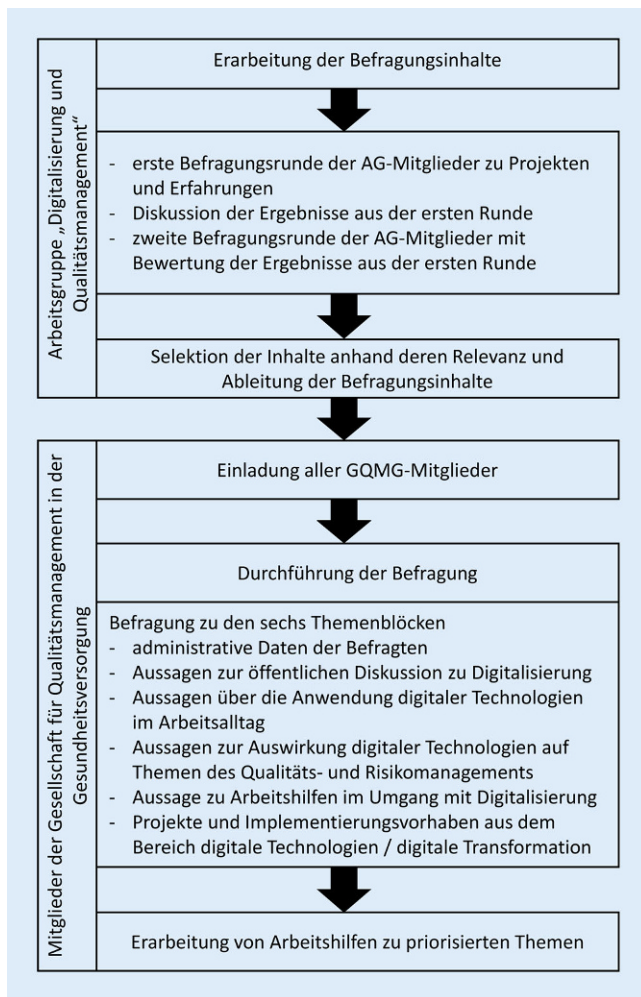 Arbeitsgruppe „Digitalisierung und
Qualitätsmanagement“
Erarbeitung der Befragungsinhalte
- erste Befragungsrunde der AG-Mitglieder zu Projekten
und Erfahrungen
- Diskussion der Ergebnisse aus der ersten Runde
- zweite Befragungsrunde der AG-Mitglieder mit
Bewertung der Ergebnisse aus der ersten Runde
Selektion der Inhalte anhand deren Relevanz und
Ableitung der Befragungsinhalte
Mitglieder der Gesellschaft für Qualitätsmanagement in der
Gesundheitsversorgung
Einladung aller GQMG-Mitglieder
Durchführung der Befragung
Befragung zu den sechs Themenblöcken
- administrative Daten der Befragten
- Aussagen zur öffentlichen Diskussion zu Digitalisierung
- Aussagen über die Anwendung digitaler Technologien
im Arbeitsalltag
- Aussagen zur Auswirkung digitaler Technologien auf
Themen des Qualitäts- und Risikomanagements
- Aussage zu Arbeitshilfen im Umgang mit Digitalisierung
- Projekte und Implementierungsvorhaben aus dem
Bereich digitale Technologien / digitale Transformation
Erarbeitung von Arbeitshilfen zu priorisierten Themen